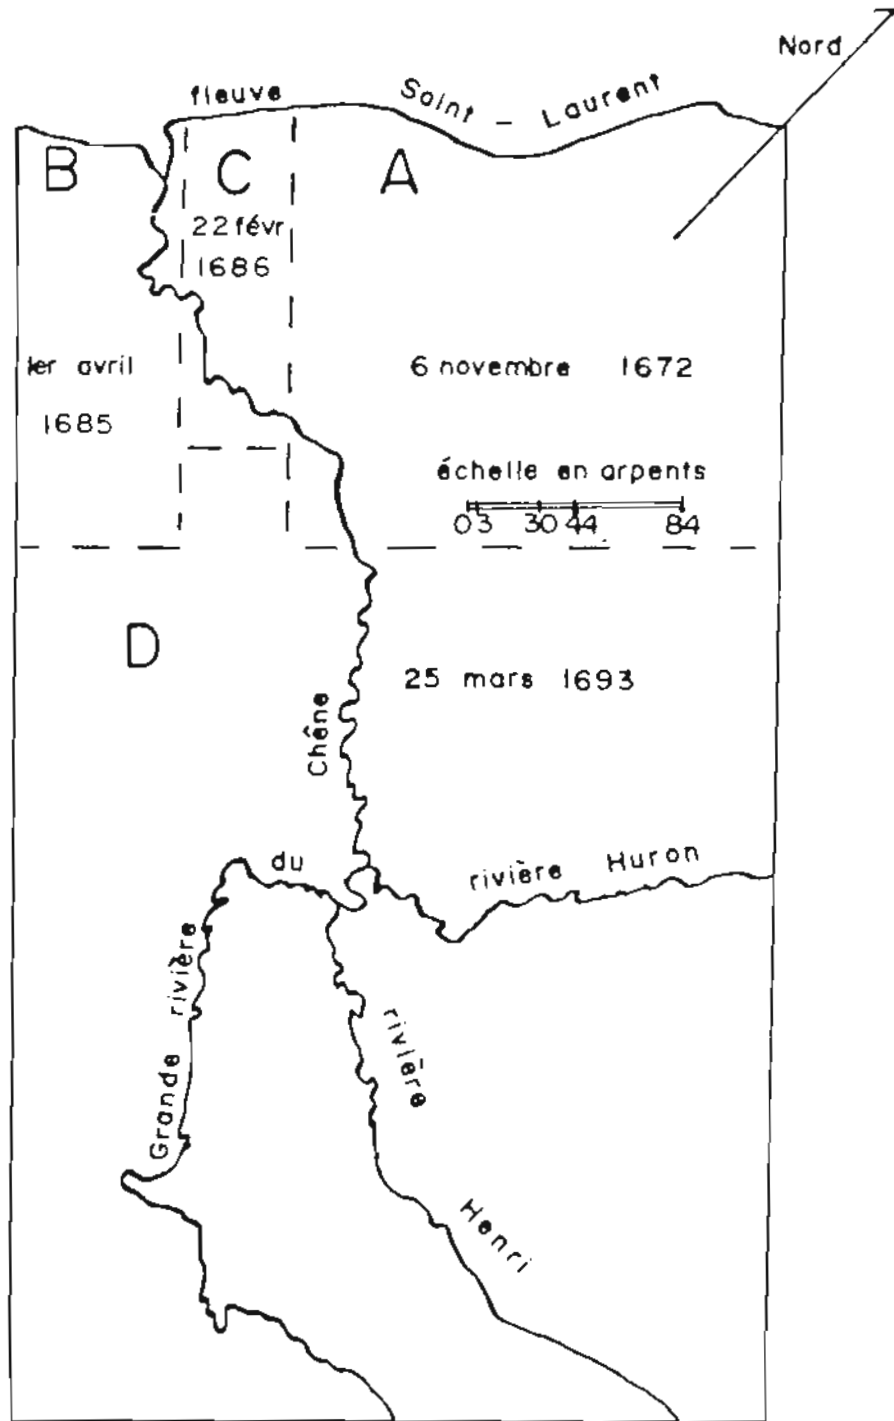 Nord
fleuve Saint - Laurent
B
C
A
22 févr
1686
1er avril
1685
6 novembre 1672
échelle en arpents
0 3 30 44 84
D
25 mars 1693
Grande rivière du Chêne
rivière Huron
rivière Henri